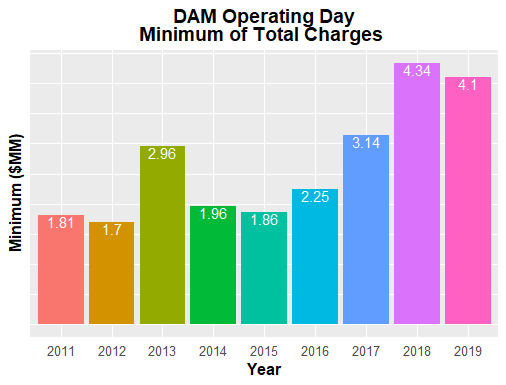 DAM Operating Day
Minimum of Total Charges
Minimum ($MM)
1.81
1.7
2.96
1.96
1.86
2.25
3.14
4.34
4.1
2011 2012 2013 2014 2015 2016 2017 2018 2019
Year